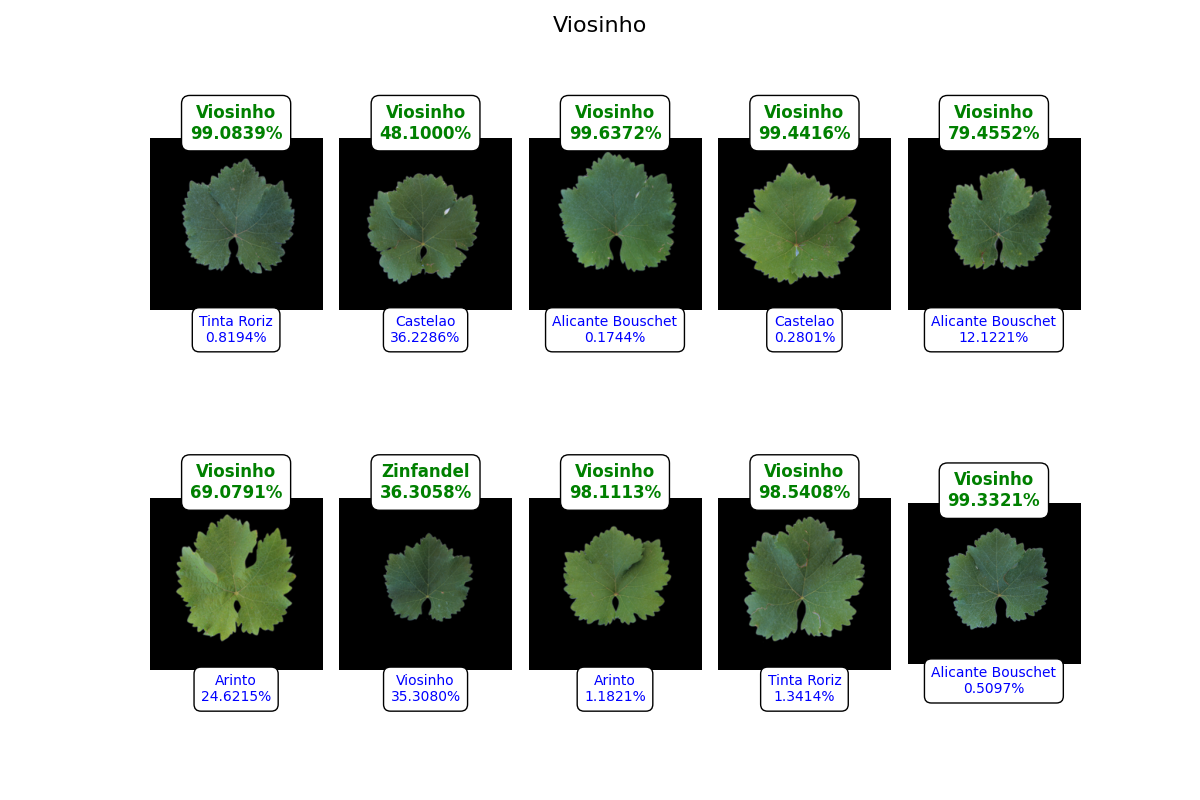 Viosinho
Viosinho
99.0839%
Viosinho
48.1000%
Viosinho
99.6372%
Viosinho
99.4416%
Viosinho
79.4552%
Tinta Roriz
0.8194%
Castelao
36.2286%
Alicante Bouschet
0.1744%
Castelao
0.2801%
Alicante Bouschet
12.1221%
Viosinho
69.0791%
Zinfandel
36.3058%
Viosinho
98.1113%
Viosinho
98.5408%
Viosinho
99.3321%
Arinto
24.6215%
Viosinho
35.3080%
Arinto
1.1821%
Tinta Roriz
1.3414%
Alicante Bouschet
0.5097%